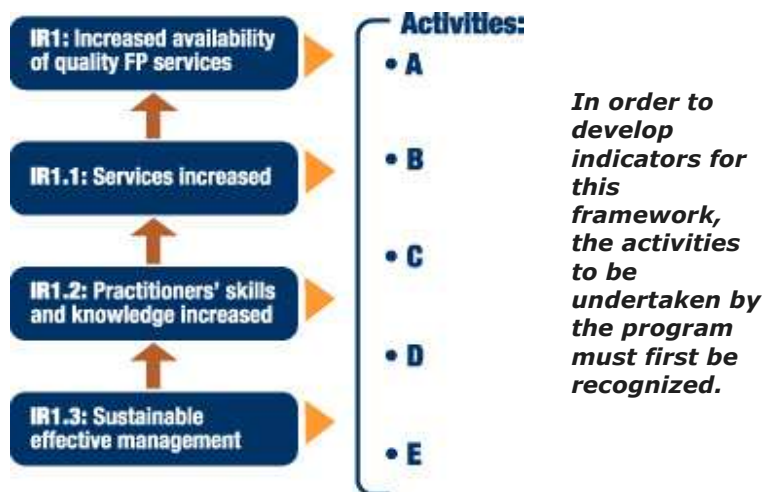 IR1: Increased availability
of quality FP services
IR1.1: Services increased
IR1.2: Practitioners' skills
and knowledge increased
IR1.3: Sustainable
effective management
Activities:
• A
• B
• C
• D
• E
In order to
develop
indicators for
this
framework,
the activities
to be
undertaken by
the program
must first be
recognized.